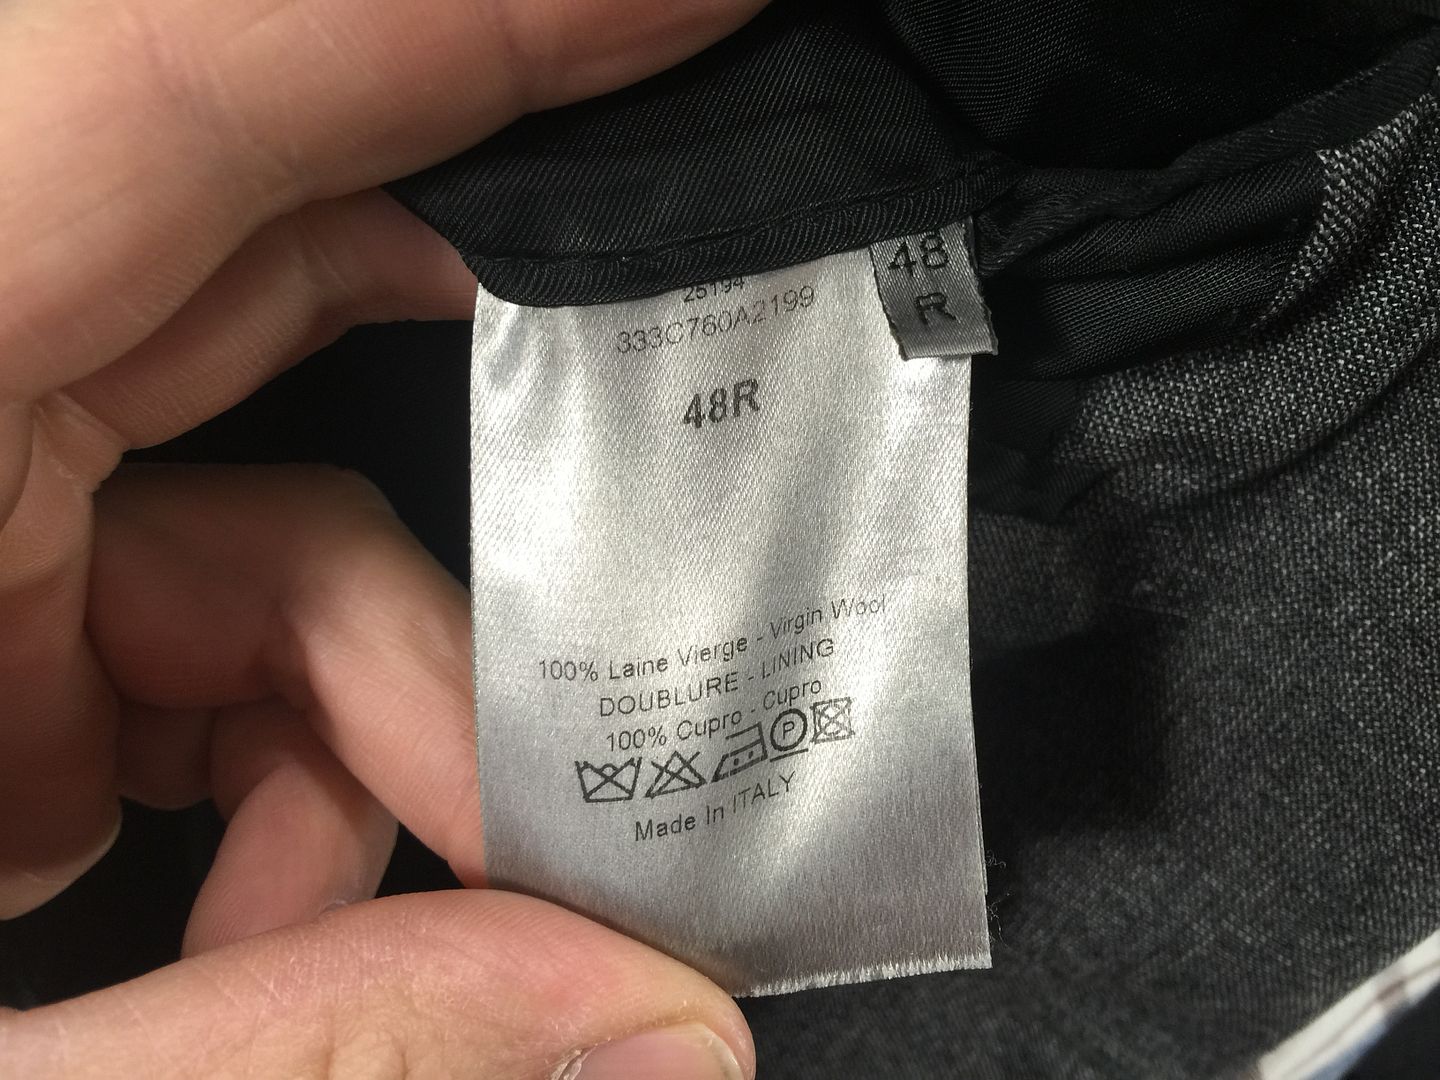 25194
333C760A2199
48R
48
R
100% Laine Vierge - Virgin Wool
DOUBLURE - LINING
100% Cupro - Cupro
P
Made In ITALY